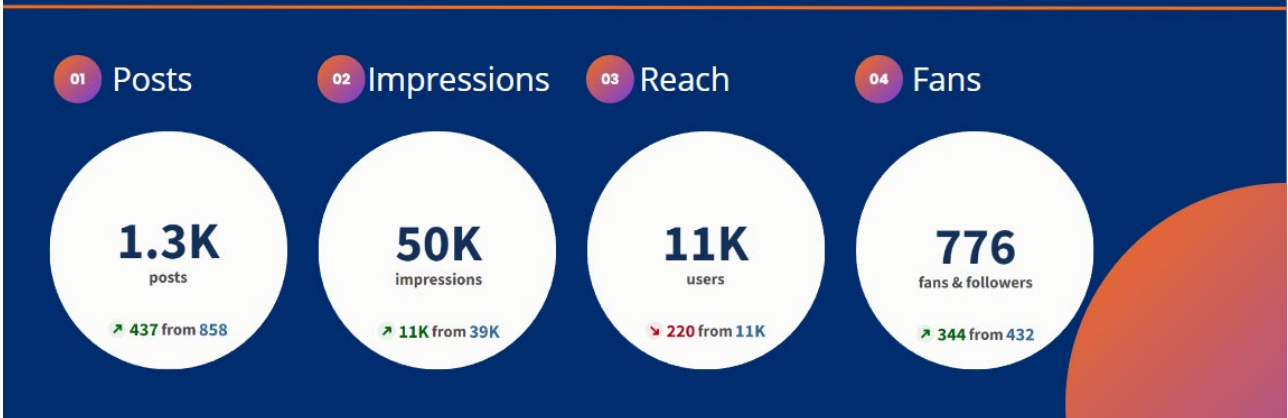 01 Posts
02 Impressions
03 Reach
04 Fans
1.3K
posts
437 from 858
50K
impressions
11K from 39K
11K
users
220 from 11K
776
fans & followers
344 from 432